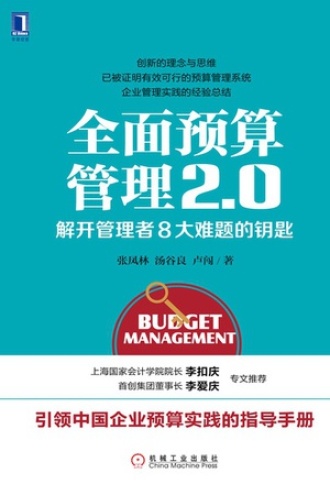 创新的理念与思维
已被证明有效可行的预算管理系统
企业管理实践的经验总结
全面预算
管理2.0
解开管理者8大难题的钥匙
张凤林 汤谷良 卢闯/著
BUDGET
MANAGEMENT
上海国家会计学院院长 李扣庆
首创集团董事长 李爱庆
专文推荐
引领中国企业预算实践的指导手册
机械工业出版社
China Machine Press